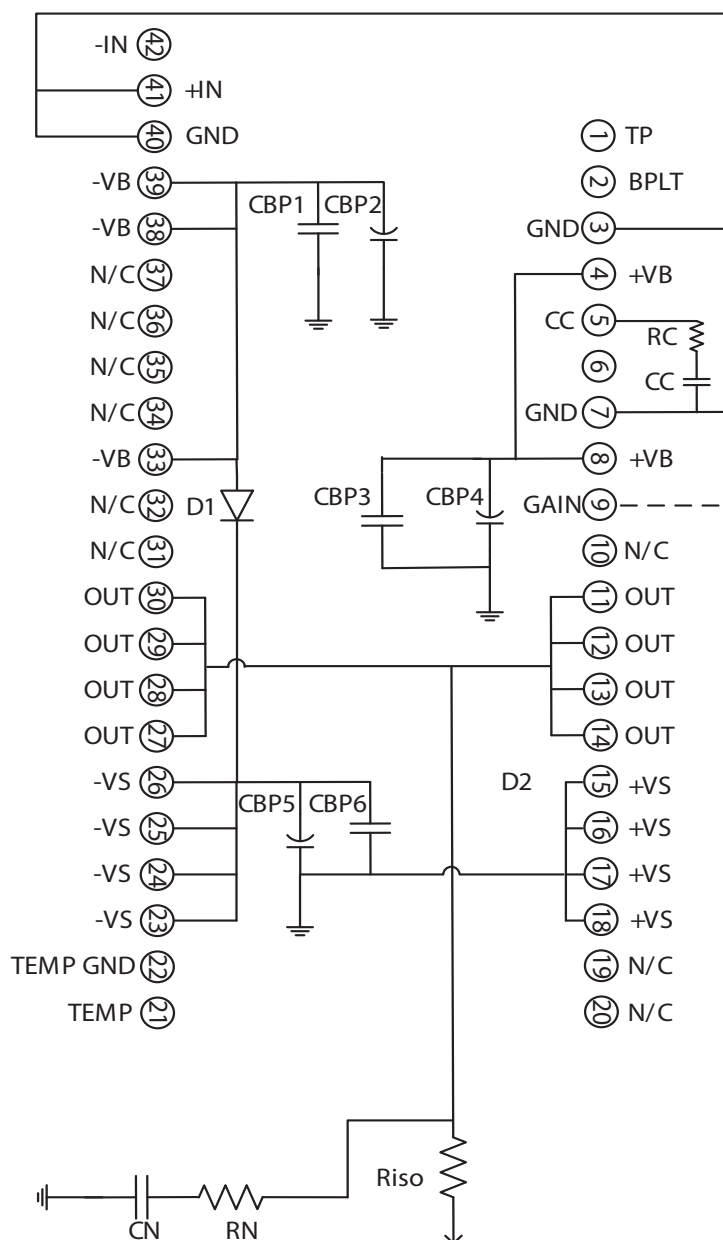 -IN 42
41 +IN
40 GND
-VB 39
-VB 38
N/C 37
N/C 36
N/C 35
N/C 34
-VB 33
N/C 32
N/C 31
OUT 30
OUT 29
OUT 28
OUT 27
-VS 26
-VS 25
-VS 24
-VS 23
TEMP GND 22
TEMP 21
CBP1
CBP2
D1
CBP3
CBP4
CBP5
CBP6
1 TP
2 BPLT
GND 3
4 +VB
CC 5
RC
6
CC
GND 7
8 +VB
GAIN 9
10 N/C
11 OUT
12 OUT
13 OUT
14 OUT
D2
15 +VS
16 +VS
17 +VS
18 +VS
19 N/C
20 N/C
Riso
CN
RN